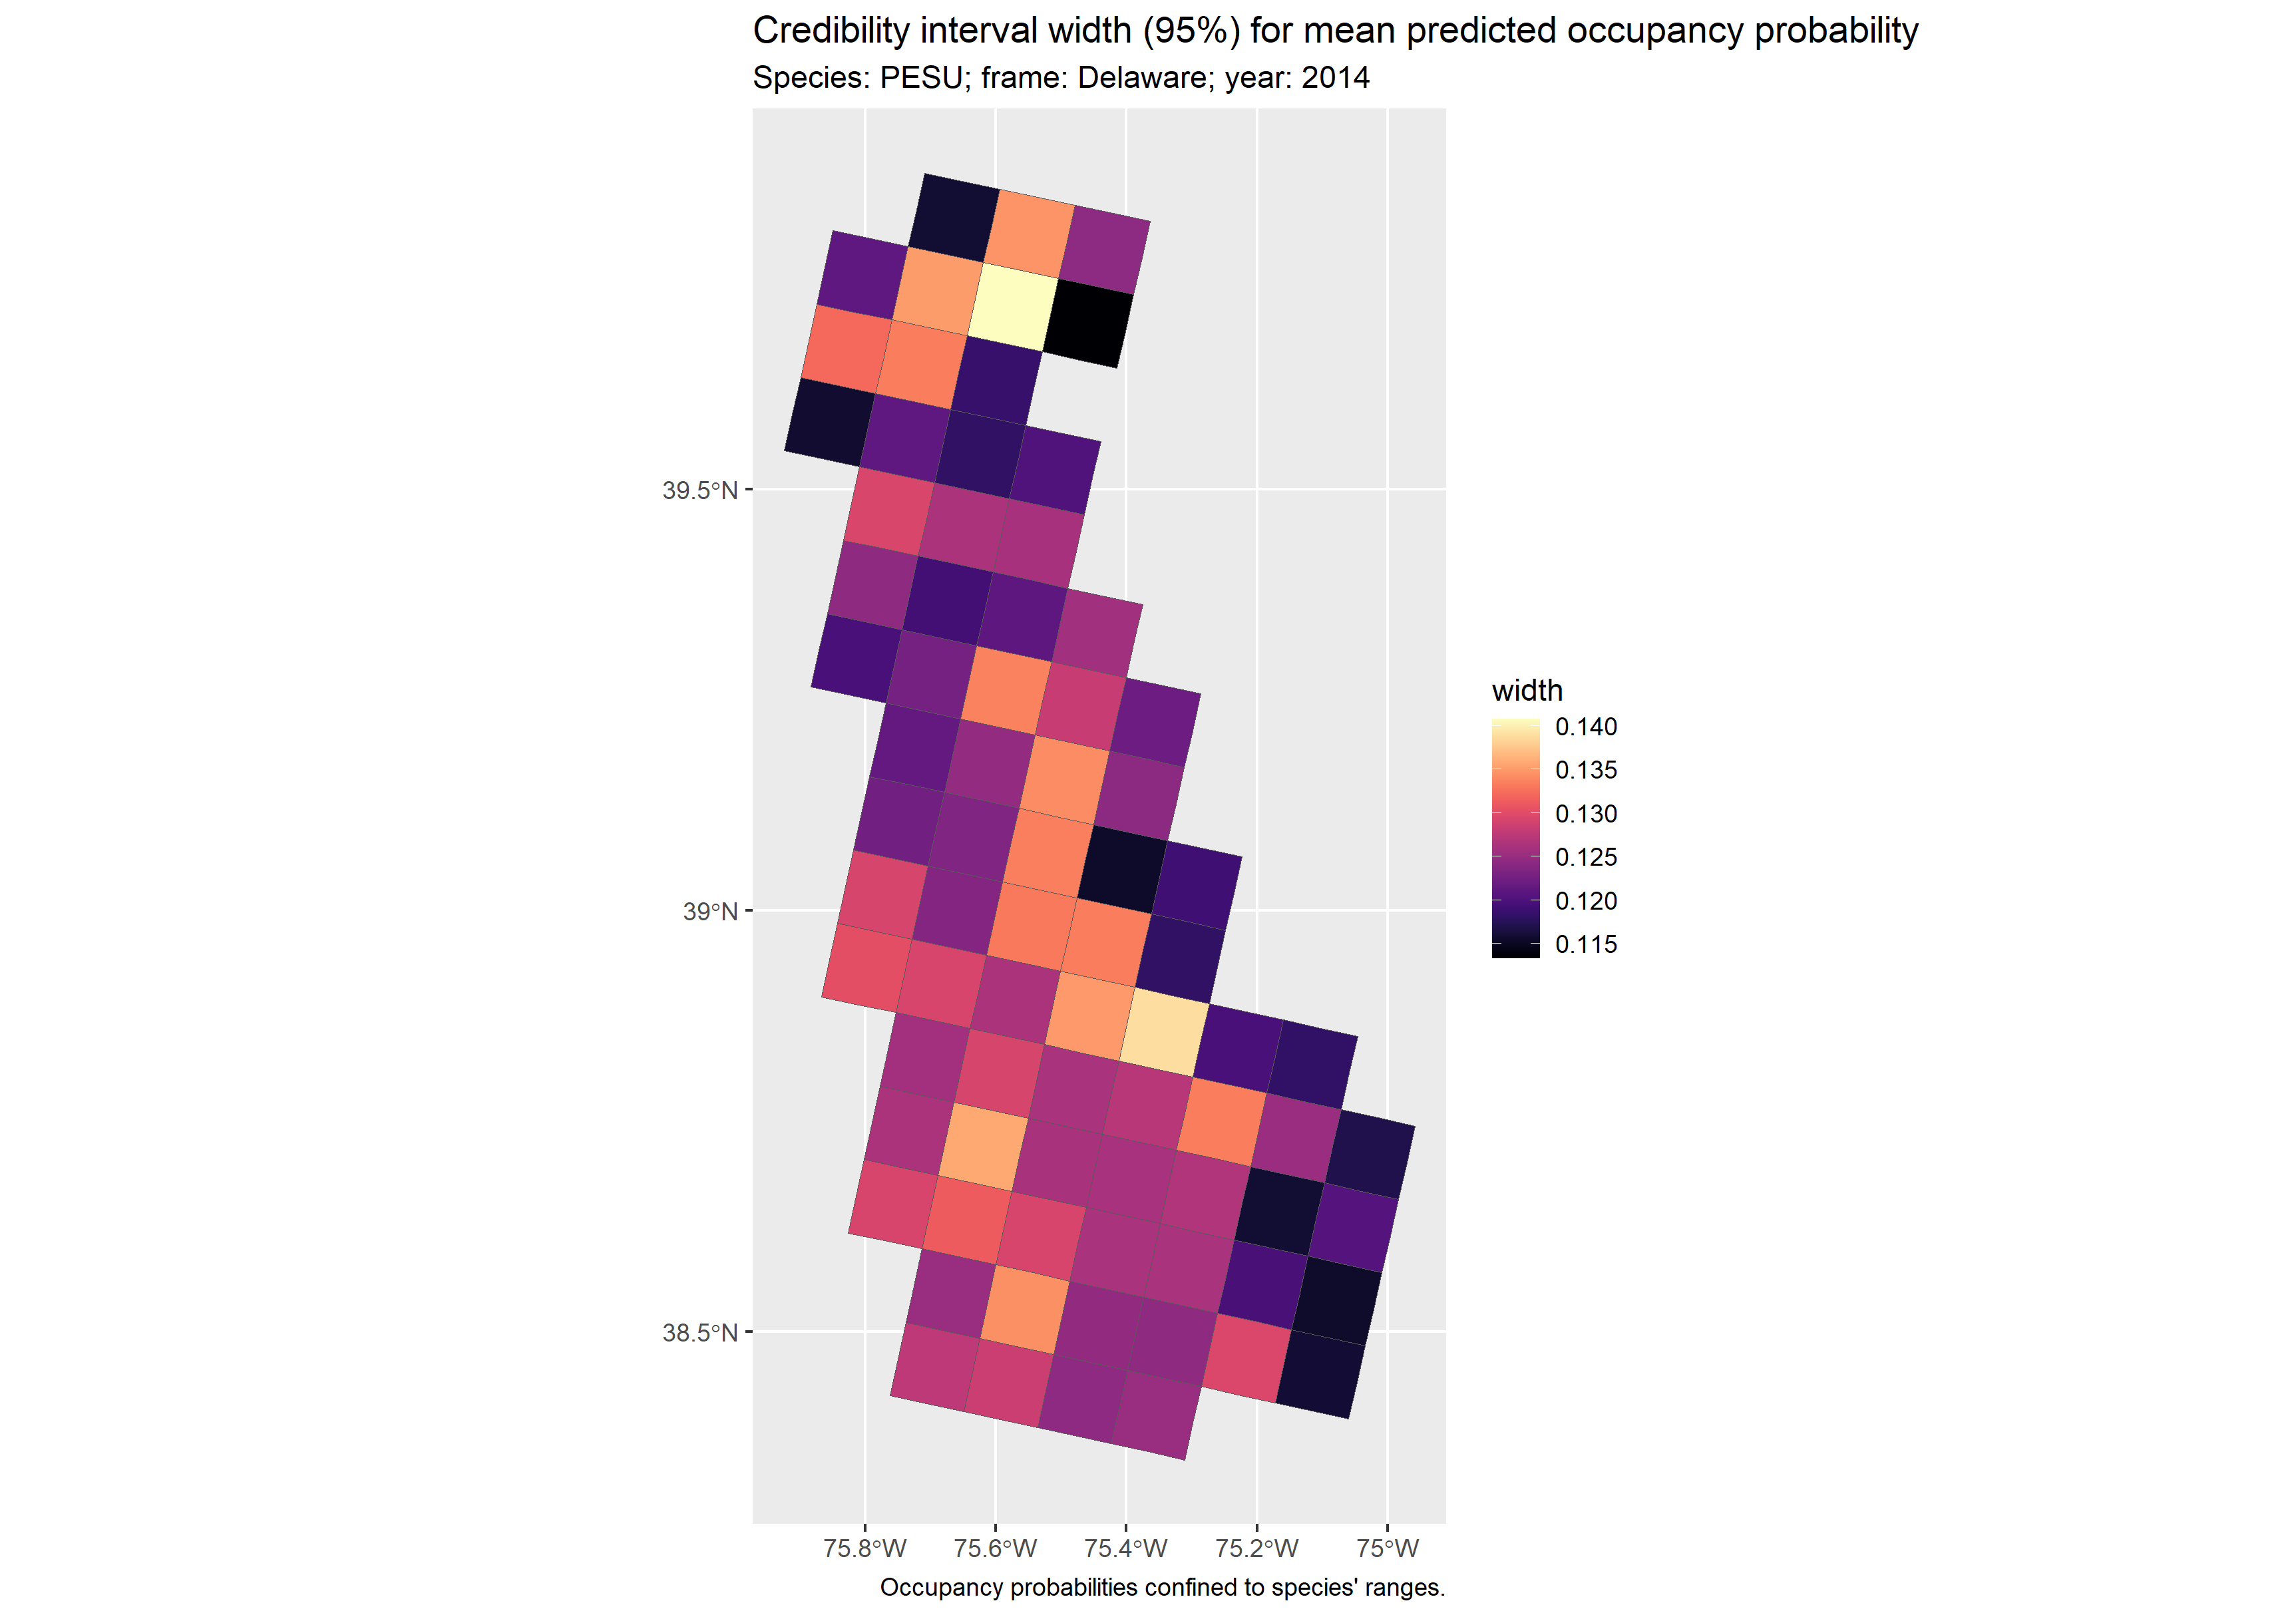 Credibility interval width (95%) for mean predicted occupancy probability
Species: PESU; frame: Delaware; year: 2014
39.5°N
39°N
38.5°N
width
0.140
0.135
0.130
0.125
0.120
0.115
75.8°W 75.6°W 75.4°W 75.2°W 75°W
Occupancy probabilities confined to species' ranges.